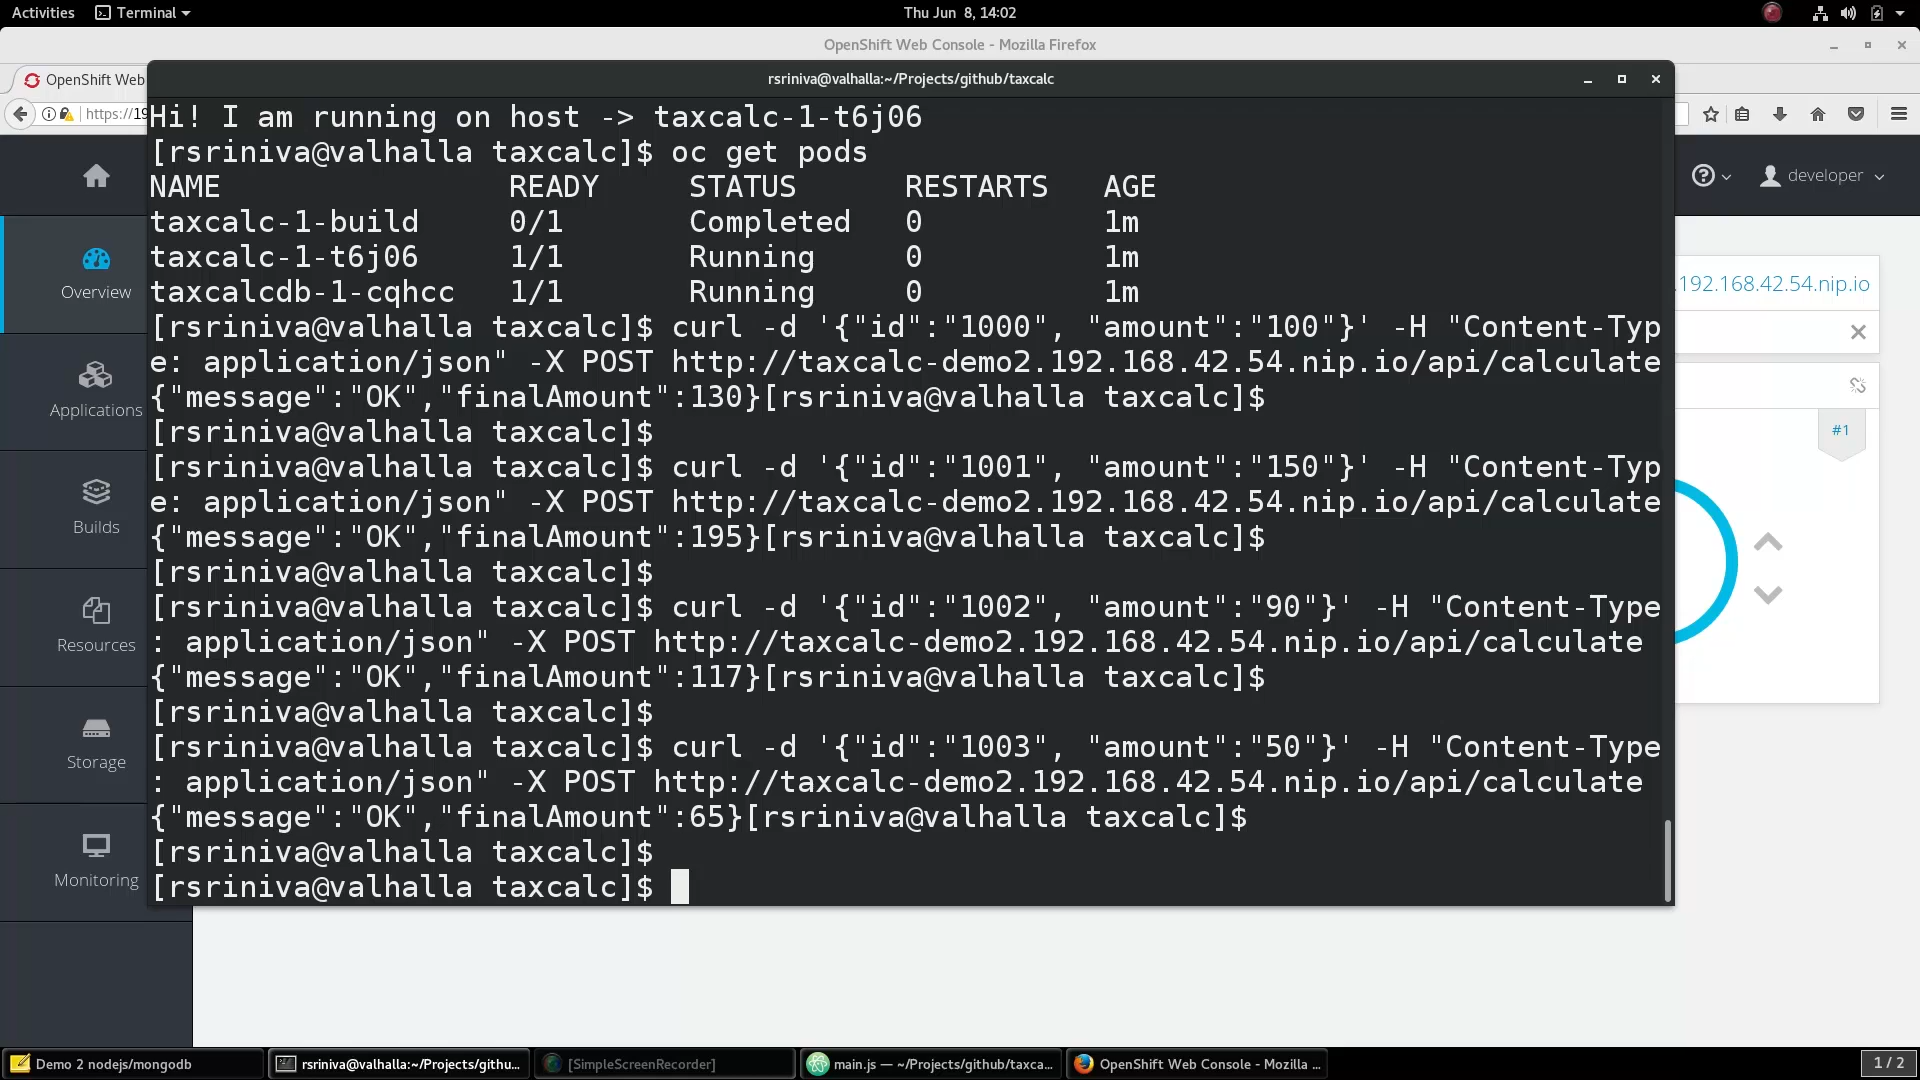 Activities Terminal Thu Jun 8, 14:02
OpenShift Web Console - Mozilla Firefox
OpenShift Web
rsriniva@valhalla:~/Projects/github/taxcalc
https://19
Hi! I am running on host -> taxcalc-1-t6j06
[rsriniva@valhalla taxcalc]$ oc get pods
NAME READY STATUS RESTARTS AGE
taxcalc-1-build 0/1 Completed 0 1m
taxcalc-1-t6j06 1/1 Running 0 1m
taxcalcdb-1-cqhcc 1/1 Running 0 1m
[rsriniva@valhalla taxcalc]$ curl -d '{"id":"1000", "amount":"100"}' -H "Content-Typ
e: application/json" -X POST http://taxcalc-demo2.192.168.42.54.nip.io/api/calculate
{"message":"OK","finalAmount":130}[rsriniva@valhalla taxcalc]$
[rsriniva@valhalla taxcalc]$
[rsriniva@valhalla taxcalc]$ curl -d '{"id":"1001", "amount":"150"}' -H "Content-Typ
e: application/json" -X POST http://taxcalc-demo2.192.168.42.54.nip.io/api/calculate
{"message":"OK","finalAmount":195}[rsriniva@valhalla taxcalc]$
[rsriniva@valhalla taxcalc]$
[rsriniva@valhalla taxcalc]$ curl -d '{"id":"1002", "amount":"90"}' -H "Content-Type
: application/json" -X POST http://taxcalc-demo2.192.168.42.54.nip.io/api/calculate
{"message":"OK","finalAmount":117}[rsriniva@valhalla taxcalc]$
[rsriniva@valhalla taxcalc]$
[rsriniva@valhalla taxcalc]$ curl -d '{"id":"1003", "amount":"50"}' -H "Content-Type
: application/json" -X POST http://taxcalc-demo2.192.168.42.54.nip.io/api/calculate
{"message":"OK","finalAmount":65}[rsriniva@valhalla taxcalc]$
[rsriniva@valhalla taxcalc]$
[rsriniva@valhalla taxcalc]$
Overview
Applications
Builds
Resources
Storage
Monitoring
developer
.192.168.42.54.nip.io
#1
Demo 2 nodejs/mongodb
rsriniva@valhalla:~/Projects/githu...
[SimpleScreenRecorder]
main.js — ~/Projects/github/taxca...
OpenShift Web Console - Mozilla ...
1 / 2